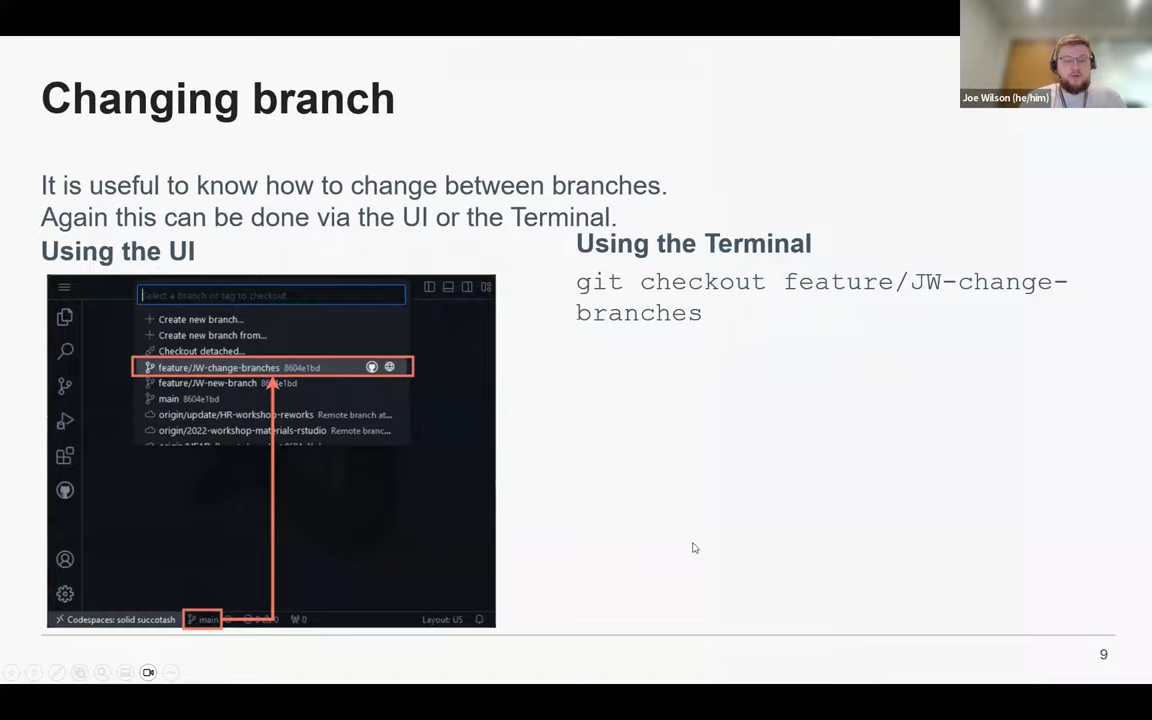 Joe Wilson (he/him)
Changing branch
It is useful to know how to change between branches.
Again this can be done via the UI or the Terminal.
Using the UI
Select a branch or tag to checkout
Create new branch...
Create new branch from...
Checkout detached...
feature/JW-change-branches 8604e1bd
feature/JW-new-branch 8604e1bd
main 8604e1bd
origin/update/HR-workshop-reworks Remote branch at...
origin/2022-workshop-materials-rstudio Remote branc...
Codespaces: solid succotash
main
0
Layout: US
Using the Terminal
git checkout feature/JW-change-
branches
9